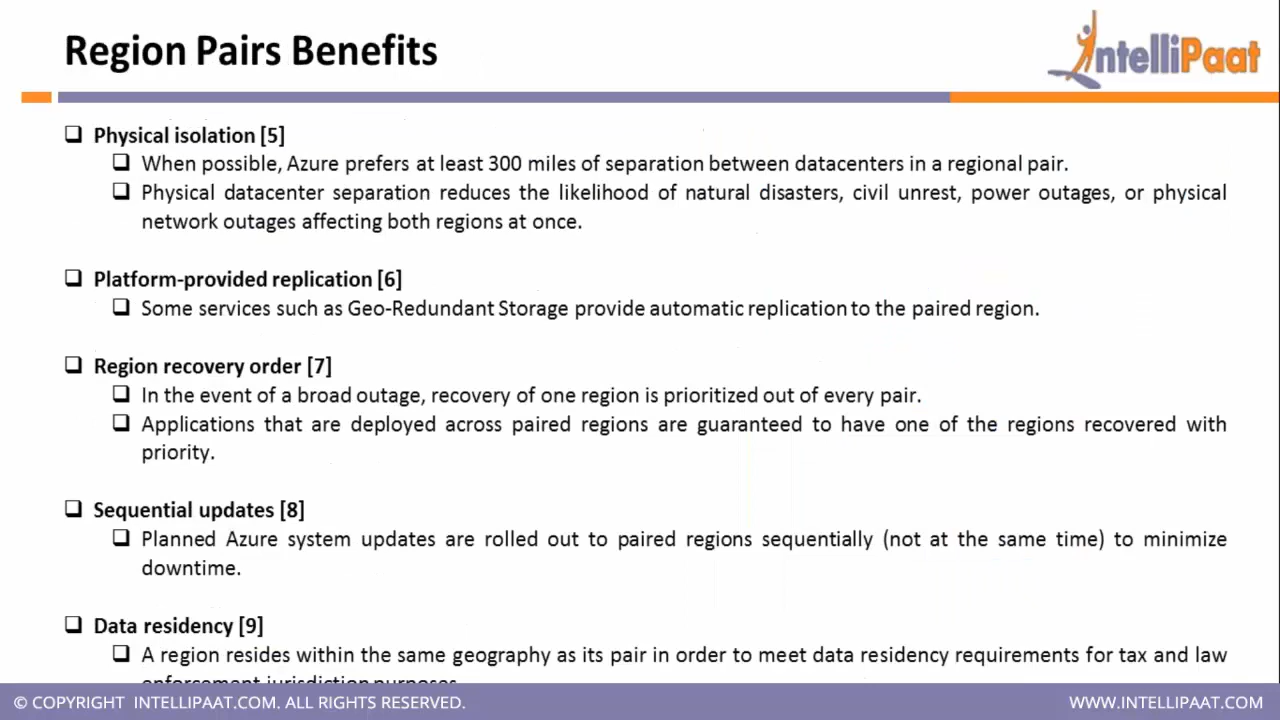 Region Pairs Benefits
IntelliPaat
❑ Physical isolation [5]
❑ When possible, Azure prefers at least 300 miles of separation between datacenters in a regional pair.
❑ Physical datacenter separation reduces the likelihood of natural disasters, civil unrest, power outages, or physical
network outages affecting both regions at once.
❑ Platform-provided replication [6]
❑ Some services such as Geo-Redundant Storage provide automatic replication to the paired region.
❑ Region recovery order [7]
❑ In the event of a broad outage, recovery of one region is prioritized out of every pair.
❑ Applications that are deployed across paired regions are guaranteed to have one of the regions recovered with
priority.
❑ Sequential updates [8]
❑ Planned Azure system updates are rolled out to paired regions sequentially (not at the same time) to minimize
downtime.
❑ Data residency [9]
❑ A region resides within the same geography as its pair in order to meet data residency requirements for tax and law
enforcement jurisdiction purposes.
© COPYRIGHT INTELLIPAAT.COM. ALL RIGHTS RESERVED.
WWW.INTELLIPAAT.COM